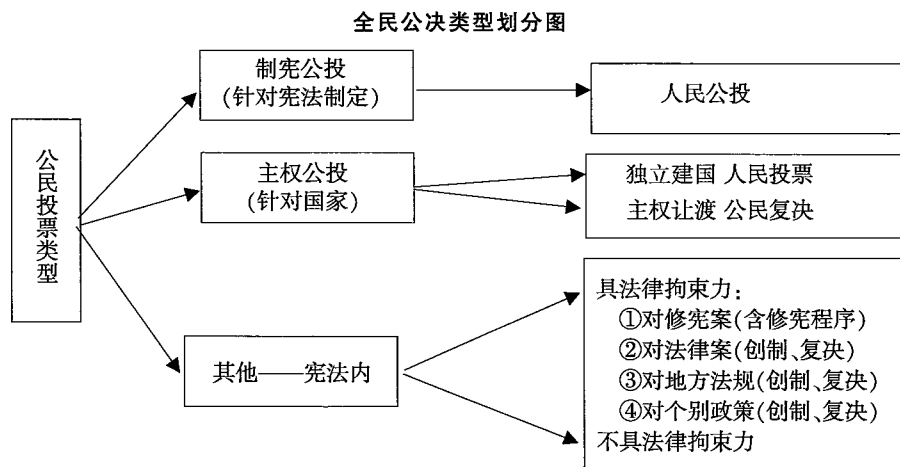 全民公决类型划分图
公民投票类型
制宪公投
(针对宪法制定)
人民公投
主权公投
(针对国家)
独立建国 人民投票
主权让渡 公民复决
其他——宪法内
具法律拘束力:
①对修宪案(含修宪程序)
②对法律案(创制、复决)
③对地方法规(创制、复决)
④对个别政策(创制、复决)
不具法律拘束力